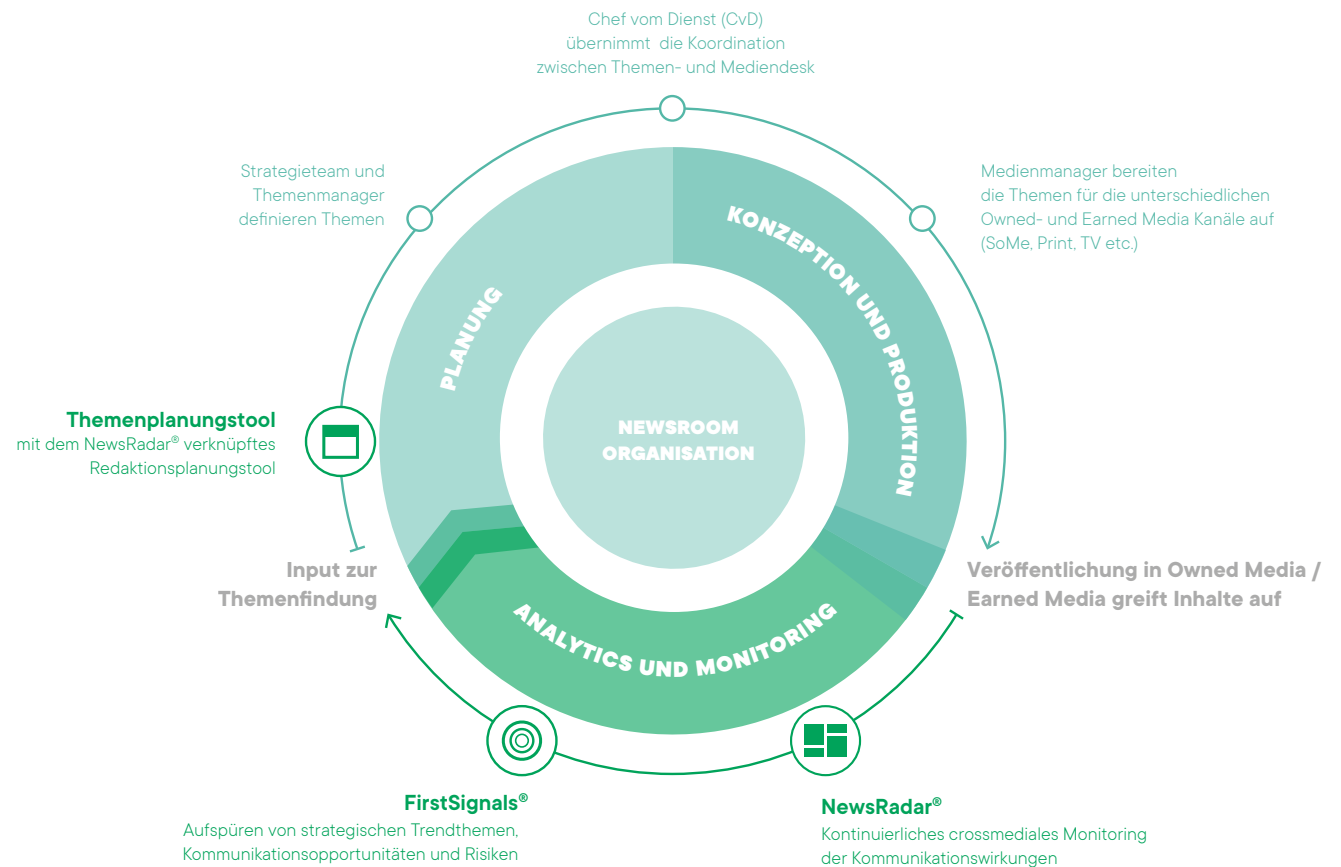 Chef vom Dienst (CvD)
übernimmt die Koordination
zwischen Themen- und Mediendesk
Strategieteam und
Themenmanager
definieren Themen
Medienmanager bereiten
die Themen für die unterschiedlichen
Owned- und Earned Media Kanäle auf
(SoMe, Print, TV etc.)
PLANUNG
KONZEPTION UND PRODUKTION
Themenplanungstool
mit dem NewsRadar® verknüpftes
Redaktionsplanungstool
NEWSROOM
ORGANISATION
Input zur
Themenfindung
Veröffentlichung in Owned Media /
Earned Media greift Inhalte auf
ANALYTICS UND MONITORING
FirstSignals®
Aufspüren von strategischen Trendthemen,
Kommunikationsopportunitäten und Risiken
NewsRadar®
Kontinuierliches crossmediales Monitoring
der Kommunikationswirkungen